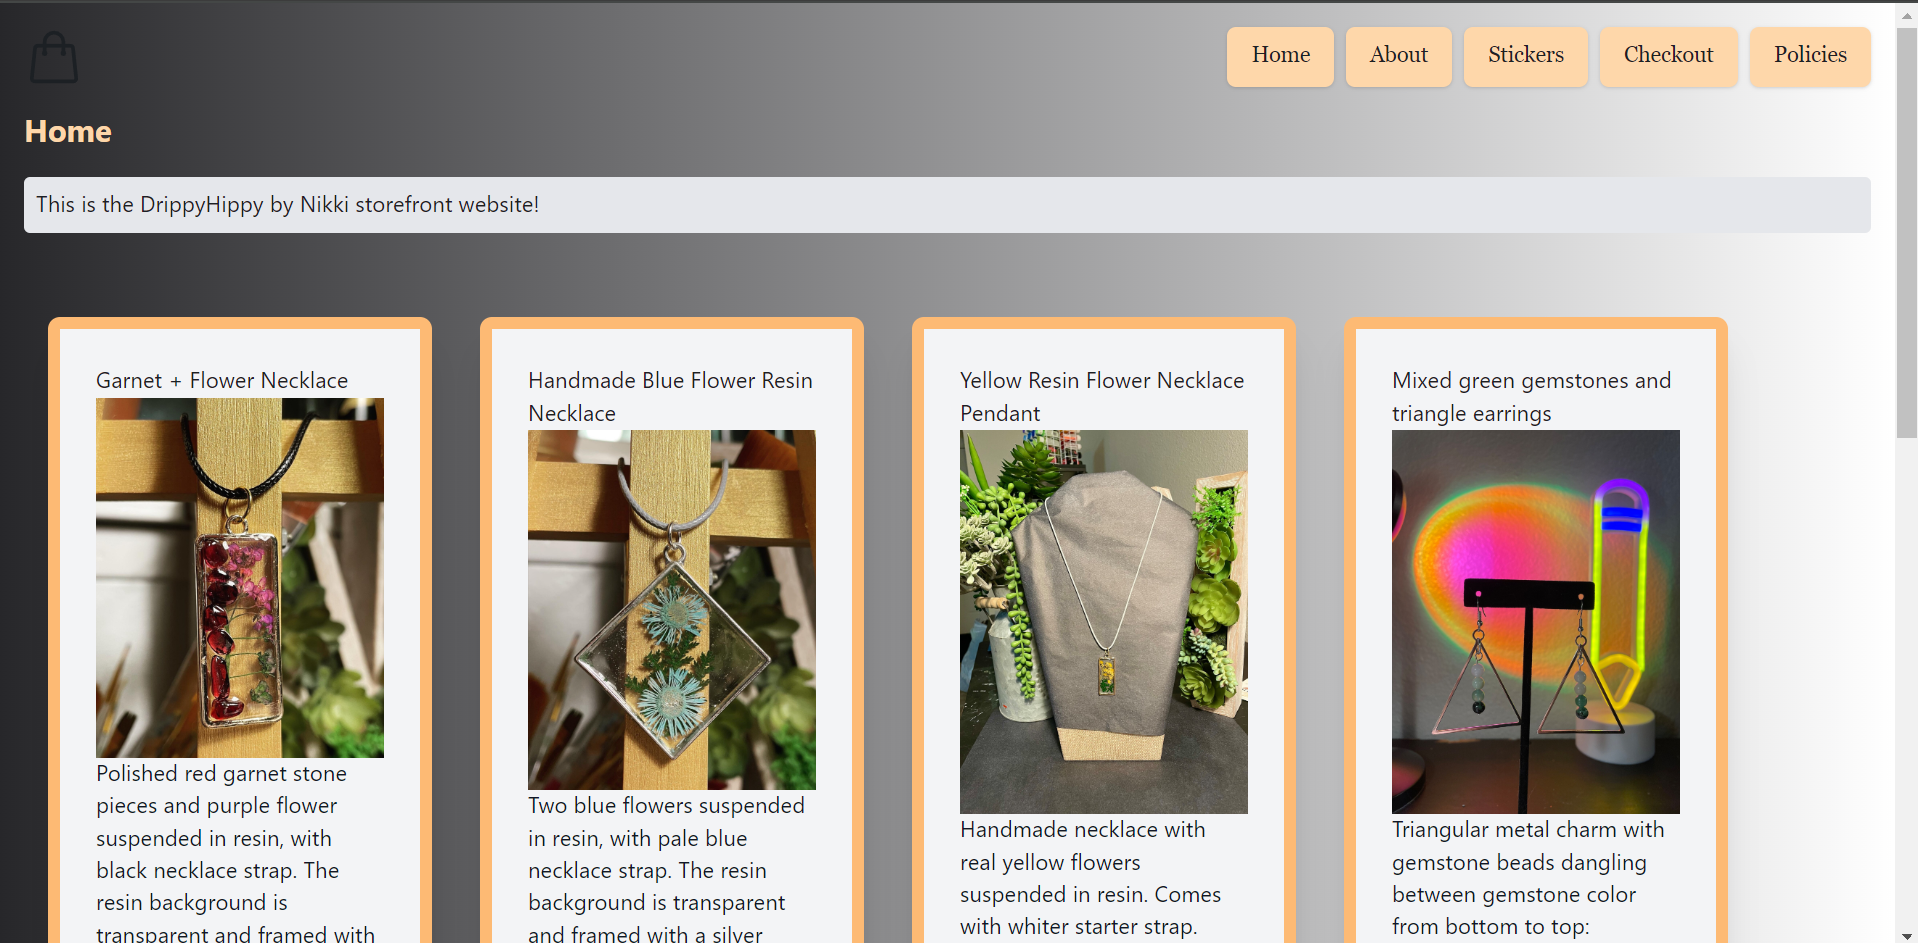 Home
About
Stickers
Checkout
Policies
Home
This is the DrippyHippy by Nikki storefront website!
Garnet + Flower Necklace
Polished red garnet stone
pieces and purple flower
suspended in resin, with
black necklace strap. The
resin background is
transparent and framed with
Handmade Blue Flower Resin
Necklace
Two blue flowers suspended
in resin, with pale blue
necklace strap. The resin
background is transparent
and framed with a silver
Yellow Resin Flower Necklace
Pendant
Handmade necklace with
real yellow flowers
suspended in resin. Comes
with whiter starter strap.
Mixed green gemstones and
triangle earrings
Triangular metal charm with
gemstone beads dangling
between gemstone color
from bottom to top: